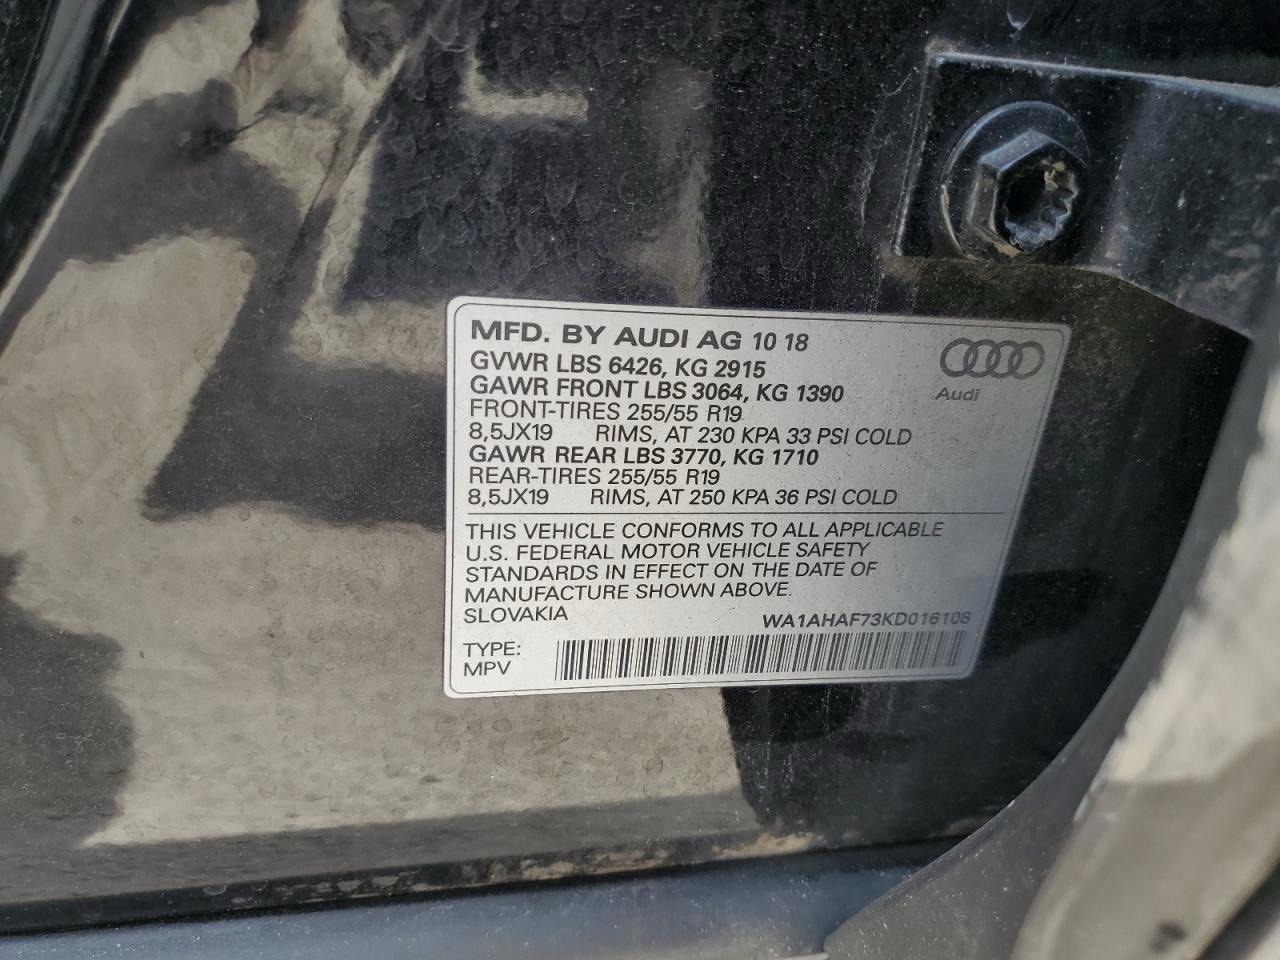 MFD. BY AUDI AG 10 18
GVWR LBS 6426, KG 2915
GAWR FRONT LBS 3064, KG 1390
FRONT-TIRES 255/55 R19
8,5JX19 RIMS, AT 230 KPA 33 PSI COLD
GAWR REAR LBS 3770, KG 1710
REAR-TIRES 255/55 R19
8,5JX19 RIMS, AT 250 KPA 36 PSI COLD
Audi
THIS VEHICLE CONFORMS TO ALL APPLICABLE
U.S. FEDERAL MOTOR VEHICLE SAFETY
STANDARDS IN EFFECT ON THE DATE OF
MANUFACTURE SHOWN ABOVE.
SLOVAKIA WA1AHAF73KD016108
TYPE:
MPV